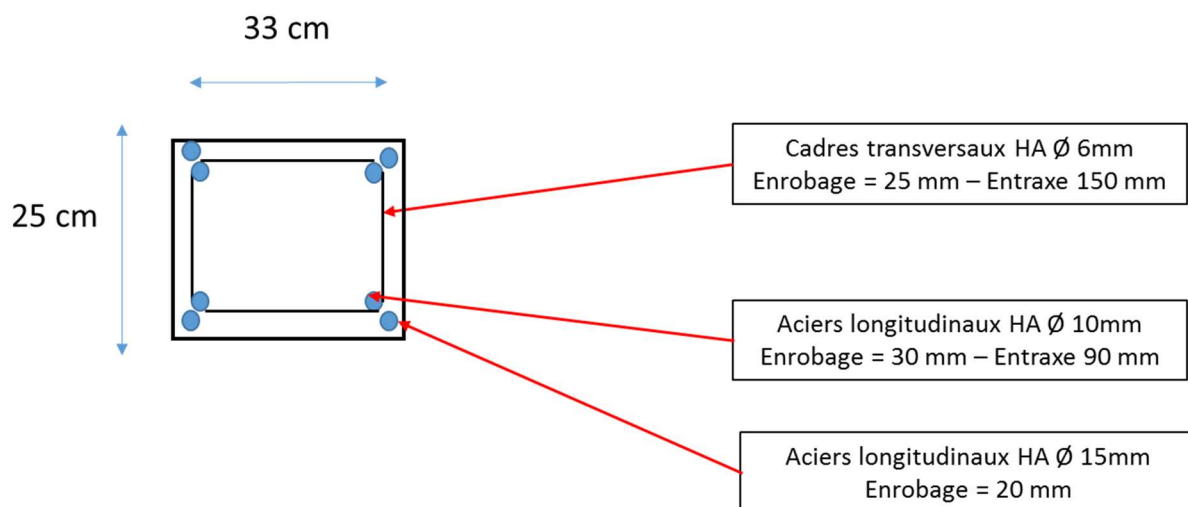 33 cm
25 cm
Cadres transversaux HA Ø 6mm
Enrobage = 25 mm – Entraxe 150 mm
Aciers longitudinaux HA Ø 10mm
Enrobage = 30 mm – Entraxe 90 mm
Aciers longitudinaux HA Ø 15mm
Enrobage = 20 mm